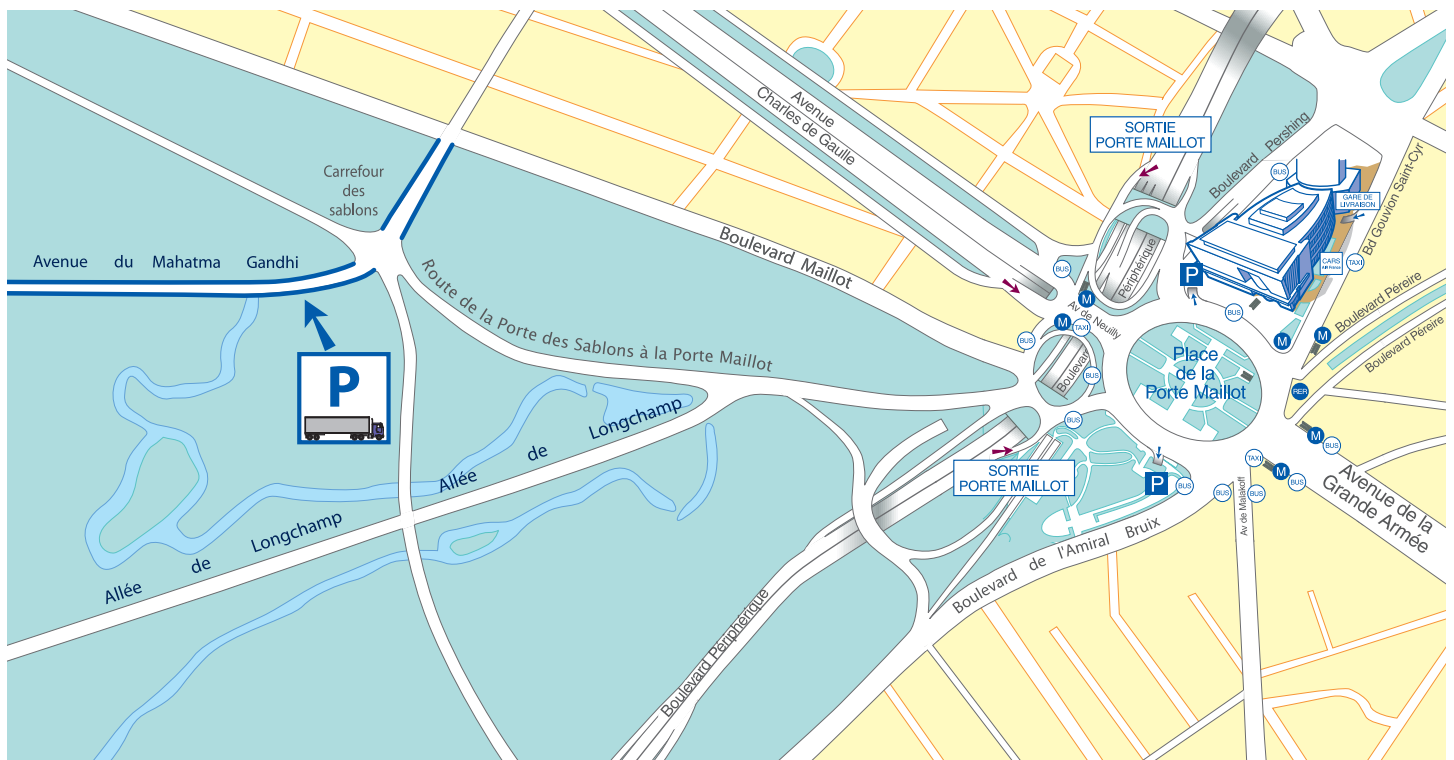 Avenue
Charles de Gaulle
SORTIE
PORTE MAILLOT
Boulevard Pershing
BUS
GARE DE
LIVRAISON
Bd Gouvion Saint-Cyr
Carrefour
des
sablons
Boulevard Maillot
Avenue du Mahatma Gandhi
Route de la Porte des Sablons à la Porte Maillot
Périphérique
BUS
P
CARS
AIR France
TAXI
M
Av de Neuilly
BUS
M
TAXI
BUS
M
M
Boulevard Péreire
Boulevard Péreire
P
Place
de la
Porte Maillot
Boulevard
BUS
RER
Allée de Longchamp
BUS
M
BUS
SORTIE
PORTE MAILLOT
P
BUS
TAXI
M
BUS
BUS
BUS
Avenue de la
Grande Armée
Av de Malakoff
Allée de Longchamp
Boulevard de l'Amiral Bruix
Boulevard Périphérique